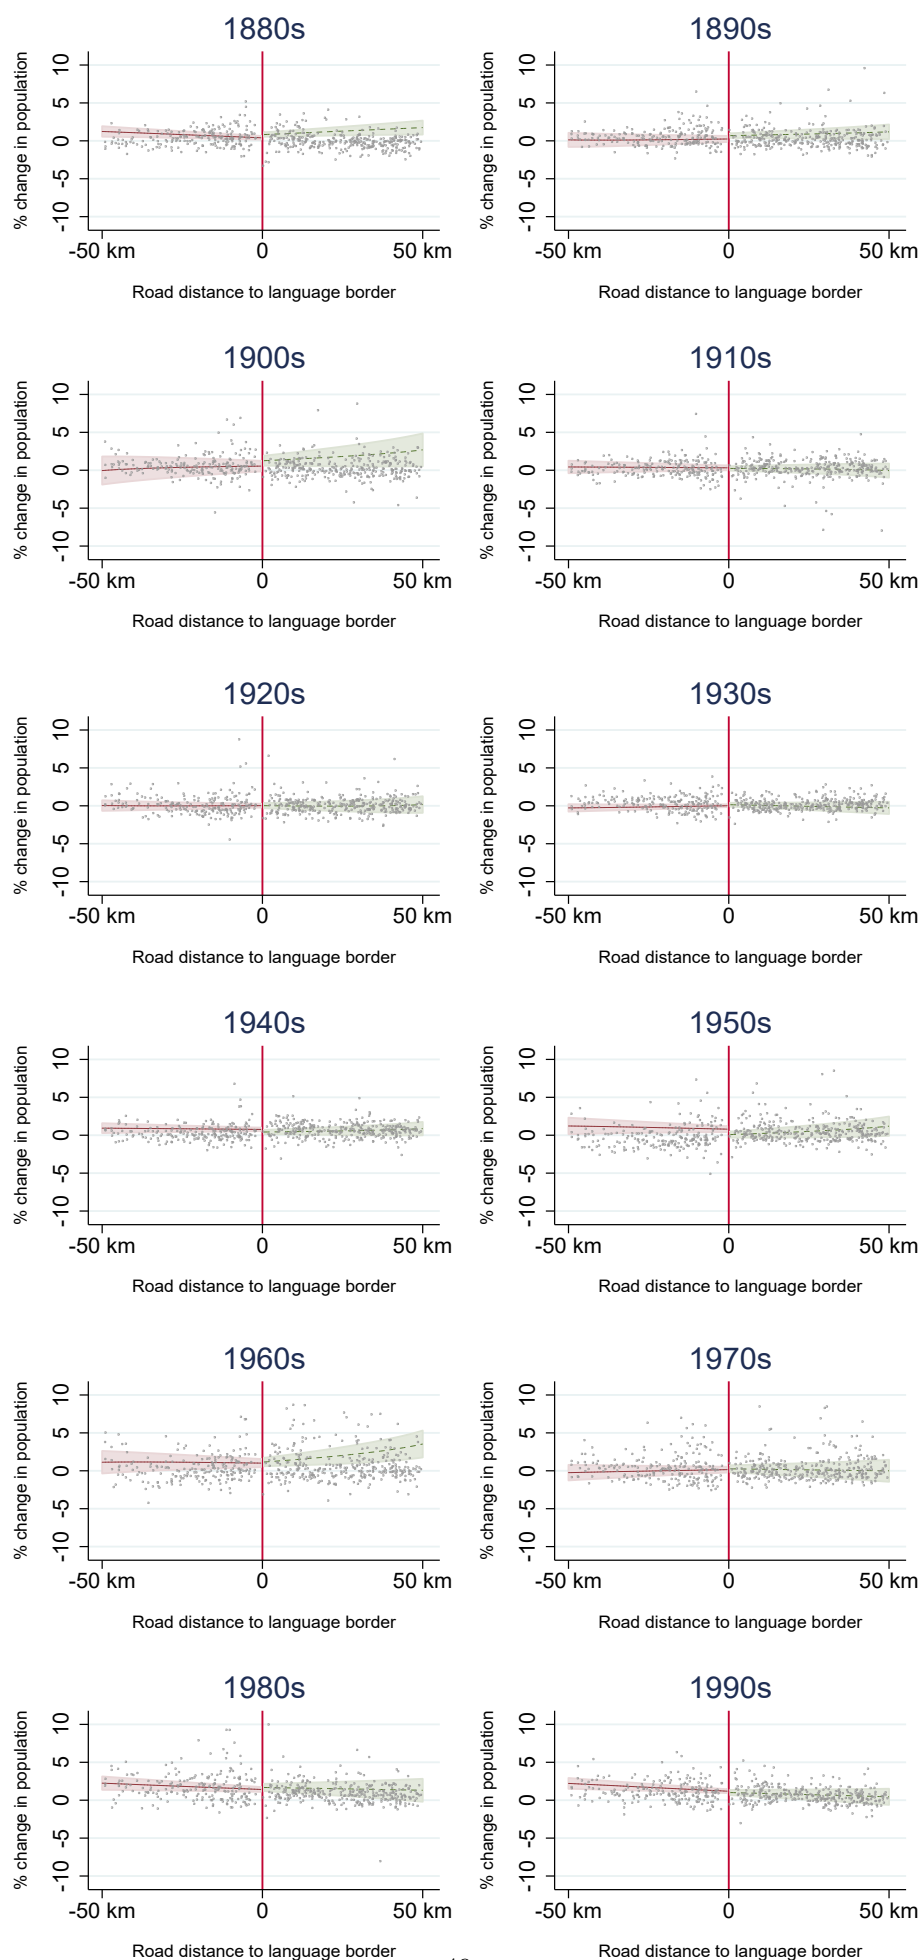 1880s 1890s
% change in population
10
5
0
-5
-10
-50 km 0 50 km
Road distance to language border
% change in population
10
5
0
-5
-10
-50 km 0 50 km
Road distance to language border
1900s 1910s
% change in population
10
5
0
-5
-10
-50 km 0 50 km
Road distance to language border
% change in population
10
5
0
-5
-10
-50 km 0 50 km
Road distance to language border
1920s 1930s
% change in population
10
5
0
-5
-10
-50 km 0 50 km
Road distance to language border
% change in population
10
5
0
-5
-10
-50 km 0 50 km
Road distance to language border
1940s 1950s
% change in population
10
5
0
-5
-10
-50 km 0 50 km
Road distance to language border
% change in population
10
5
0
-5
-10
-50 km 0 50 km
Road distance to language border
1960s 1970s
% change in population
10
5
0
-5
-10
-50 km 0 50 km
Road distance to language border
% change in population
10
5
0
-5
-10
-50 km 0 50 km
Road distance to language border
1980s 1990s
% change in population
10
5
0
-5
-10
-50 km 0 50 km
Road distance to language border
% change in population
10
5
0
-5
-10
-50 km 0 50 km
Road distance to language border